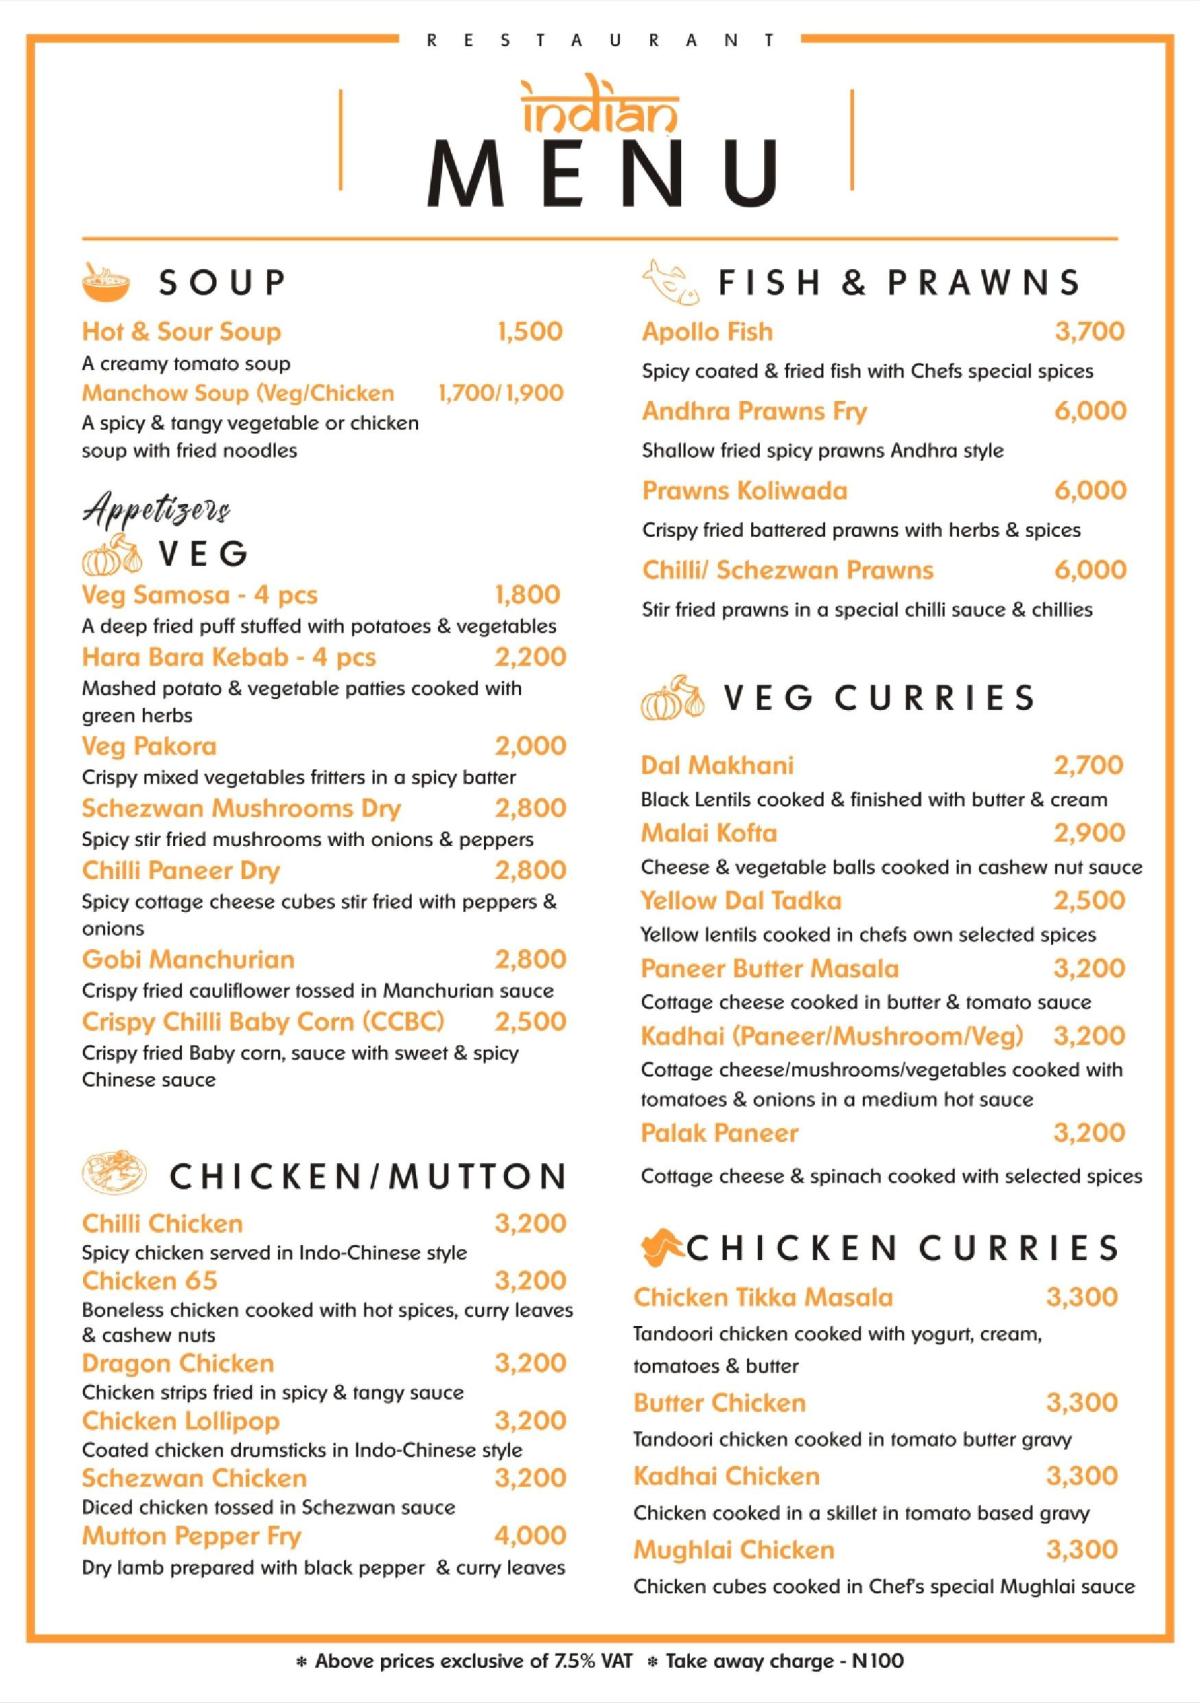 RESTAURANT
indian
MENU
SOUP
Hot & Sour Soup 1,500
A creamy tomato soup
Manchow Soup (Veg/Chicken 1,700/1,900
A spicy & tangy vegetable or chicken
soup with fried noodles
Appetizers
VEG
Veg Samosa - 4 pcs 1,800
A deep fried puff stuffed with potatoes & vegetables
Hara Bara Kebab - 4 pcs 2,200
Mashed potato & vegetable patties cooked with
green herbs
Veg Pakora 2,000
Crispy mixed vegetables fritters in a spicy batter
Schezwan Mushrooms Dry 2,800
Spicy stir fried mushrooms with onions & peppers
Chilli Paneer Dry 2,800
Spicy cottage cheese cubes stir fried with peppers &
onions
Gobi Manchurian 2,800
Crispy fried cauliflower tossed in Manchurian sauce
Crispy Chilli Baby Corn (CCBC) 2,500
Crispy fried Baby corn, sauce with sweet & spicy
Chinese sauce
CHICKEN/MUTTON
Chilli Chicken 3,200
Spicy chicken served in Indo-Chinese style
Chicken 65 3,200
Boneless chicken cooked with hot spices, curry leaves
& cashew nuts
Dragon Chicken 3,200
Chicken strips fried in spicy & tangy sauce
Chicken Lollipop 3,200
Coated chicken drumsticks in Indo-Chinese style
Schezwan Chicken 3,200
Diced chicken tossed in Schezwan sauce
Mutton Pepper Fry 4,000
Dry lamb prepared with black pepper & curry leaves
FISH & PRAWNS
Apollo Fish 3,700
Spicy coated & fried fish with Chefs special spices
Andhra Prawns Fry 6,000
Shallow fried spicy prawns Andhra style
Prawns Koliwada 6,000
Crispy fried battered prawns with herbs & spices
Chilli/ Schezwan Prawns 6,000
Stir fried prawns in a special chilli sauce & chillies
VEG CURRIES
Dal Makhani 2,700
Black Lentils cooked & finished with butter & cream
Malai Kofta 2,900
Cheese & vegetable balls cooked in cashew nut sauce
Yellow Dal Tadka 2,500
Yellow lentils cooked in chefs own selected spices
Paneer Butter Masala 3,200
Cottage cheese cooked in butter & tomato sauce
Kadhai (Paneer/Mushroom/Veg) 3,200
Cottage cheese/mushrooms/vegetables cooked with
tomatoes & onions in a medium hot sauce
Palak Paneer 3,200
Cottage cheese & spinach cooked with selected spices
CHICKEN CURRIES
Chicken Tikka Masala 3,300
Tandoori chicken cooked with yogurt, cream,
tomatoes & butter
Butter Chicken 3,300
Tandoori chicken cooked in tomato butter gravy
Kadhai Chicken 3,300
Chicken cooked in a skillet in tomato based gravy
Mughlai Chicken 3,300
Chicken cubes cooked in Chef's special Mughlai sauce
* Above prices exclusive of 7.5% VAT * Take away charge - N100